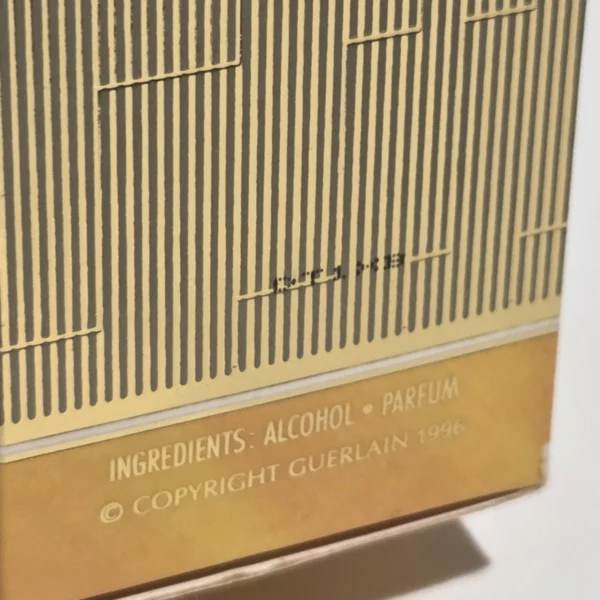 INGREDIENTS: ALCOHOL • PARFUM
© COPYRIGHT GUERLAIN 1996